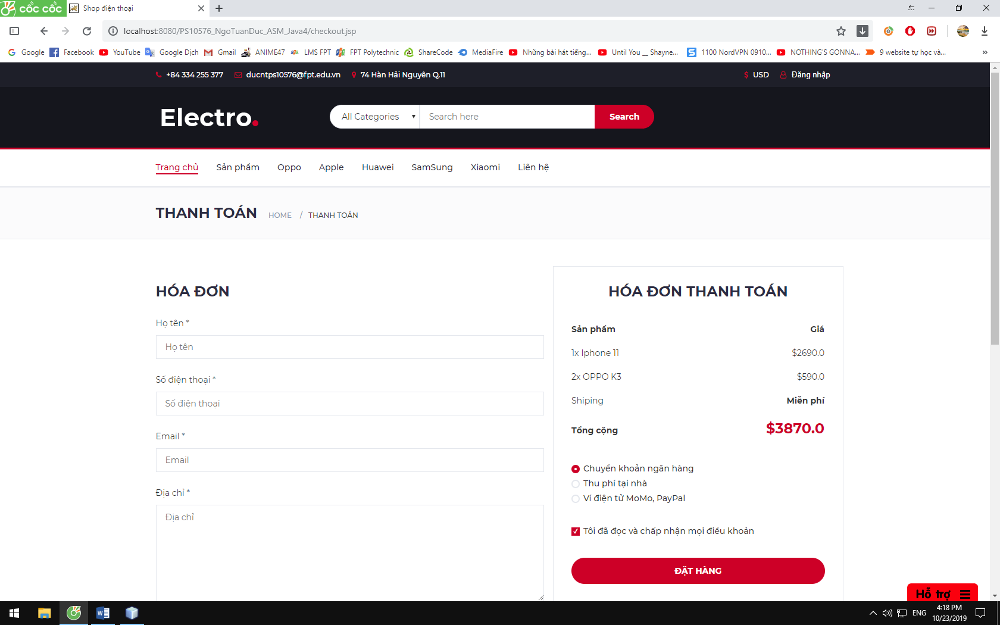 cốc cốc
Shop điện thoại
localhost:8080/PS10576_NgoTuanDuc_ASM_Java4/checkout.jsp
Google Facebook YouTube Google Dịch Gmail ANIME47 LMS FPT FPT Polytechnic ShareCode MediaFire Những bài hát tiếng... Until You __ Shayne... 1100 NordVPN 0910... NOTHING'S GONNA... 9 website tự học và... »
+84 334 255 377 ducntps10576@fpt.edu.vn 74 Hàn Hải Nguyên Q.11 $ USD Đăng nhập
Electro.
All Categories Search here Search
Trang chủ Sản phẩm Oppo Apple Huawei SamSung Xiaomi Liên hệ
THANH TOÁN HOME / THANH TOÁN
HÓA ĐƠN
Họ tên *
Họ tên
Số điện thoại *
Số điện thoại
Email *
Email
Địa chỉ *
Địa chỉ
HÓA ĐƠN THANH TOÁN
Sản phẩm Giá
1x Iphone 11 $2690.0
2x OPPO K3 $590.0
Shiping Miễn phí
Tổng cộng $3870.0
Chuyển khoản ngân hàng
Thu phí tại nhà
Ví điện tử MoMo, PayPal
Tôi đã đọc và chấp nhận mọi điều khoản
ĐẶT HÀNG
Hỗ trợ
ENG
4:18 PM
10/23/2019